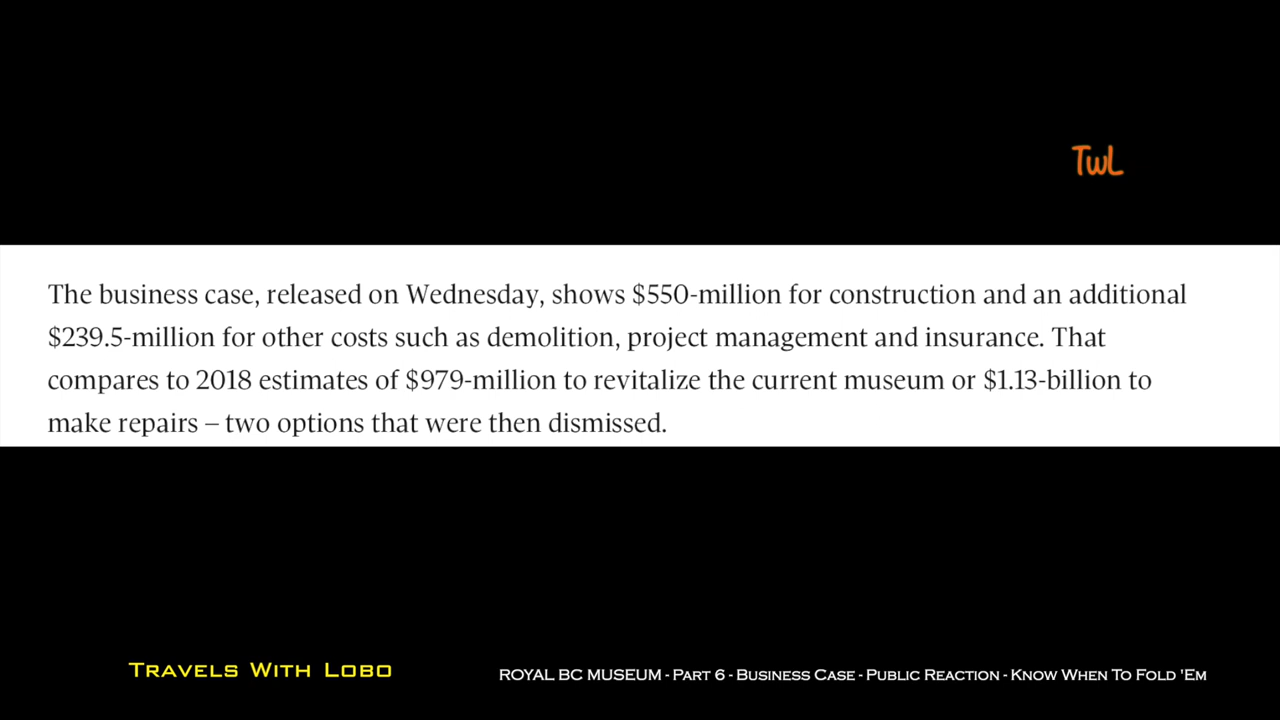 TwL
The business case, released on Wednesday, shows $550-million for construction and an additional
$239.5-million for other costs such as demolition, project management and insurance. That
compares to 2018 estimates of $979-million to revitalize the current museum or $1.13-billion to
make repairs – two options that were then dismissed.
Travels With Lobo
ROYAL BC MUSEUM - Part 6 - Business Case - Public Reaction - Know When To Fold 'Em